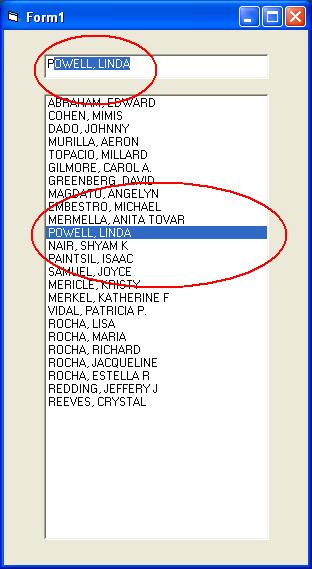 Form1
POWELL, LINDA
ABRAHAM, EDWARD
COHEN, MIMIS
DADO, JOHNNY
MURILLA, AERON
TOPACIO, MILLARD
GILMORE, CAROL A.
GREENBERG, DAVID
MAGDATO, ANGELYN
EMBESTRO, MICHAEL
MERMELLA, ANITA TOVAR
POWELL, LINDA
NAIR, SHYAM K
PAINTSIL, ISAAC
SAMUEL, JOYCE
MERICLE, KRISTY
MERKEL, KATHERINE F
VIDAL, PATRICIA P.
ROCHA, LISA
ROCHA, MARIA
ROCHA, RICHARD
ROCHA, JACQUELINE
ROCHA, ESTELLA R
REDDING, JEFFERY J
REEVES, CRYSTAL